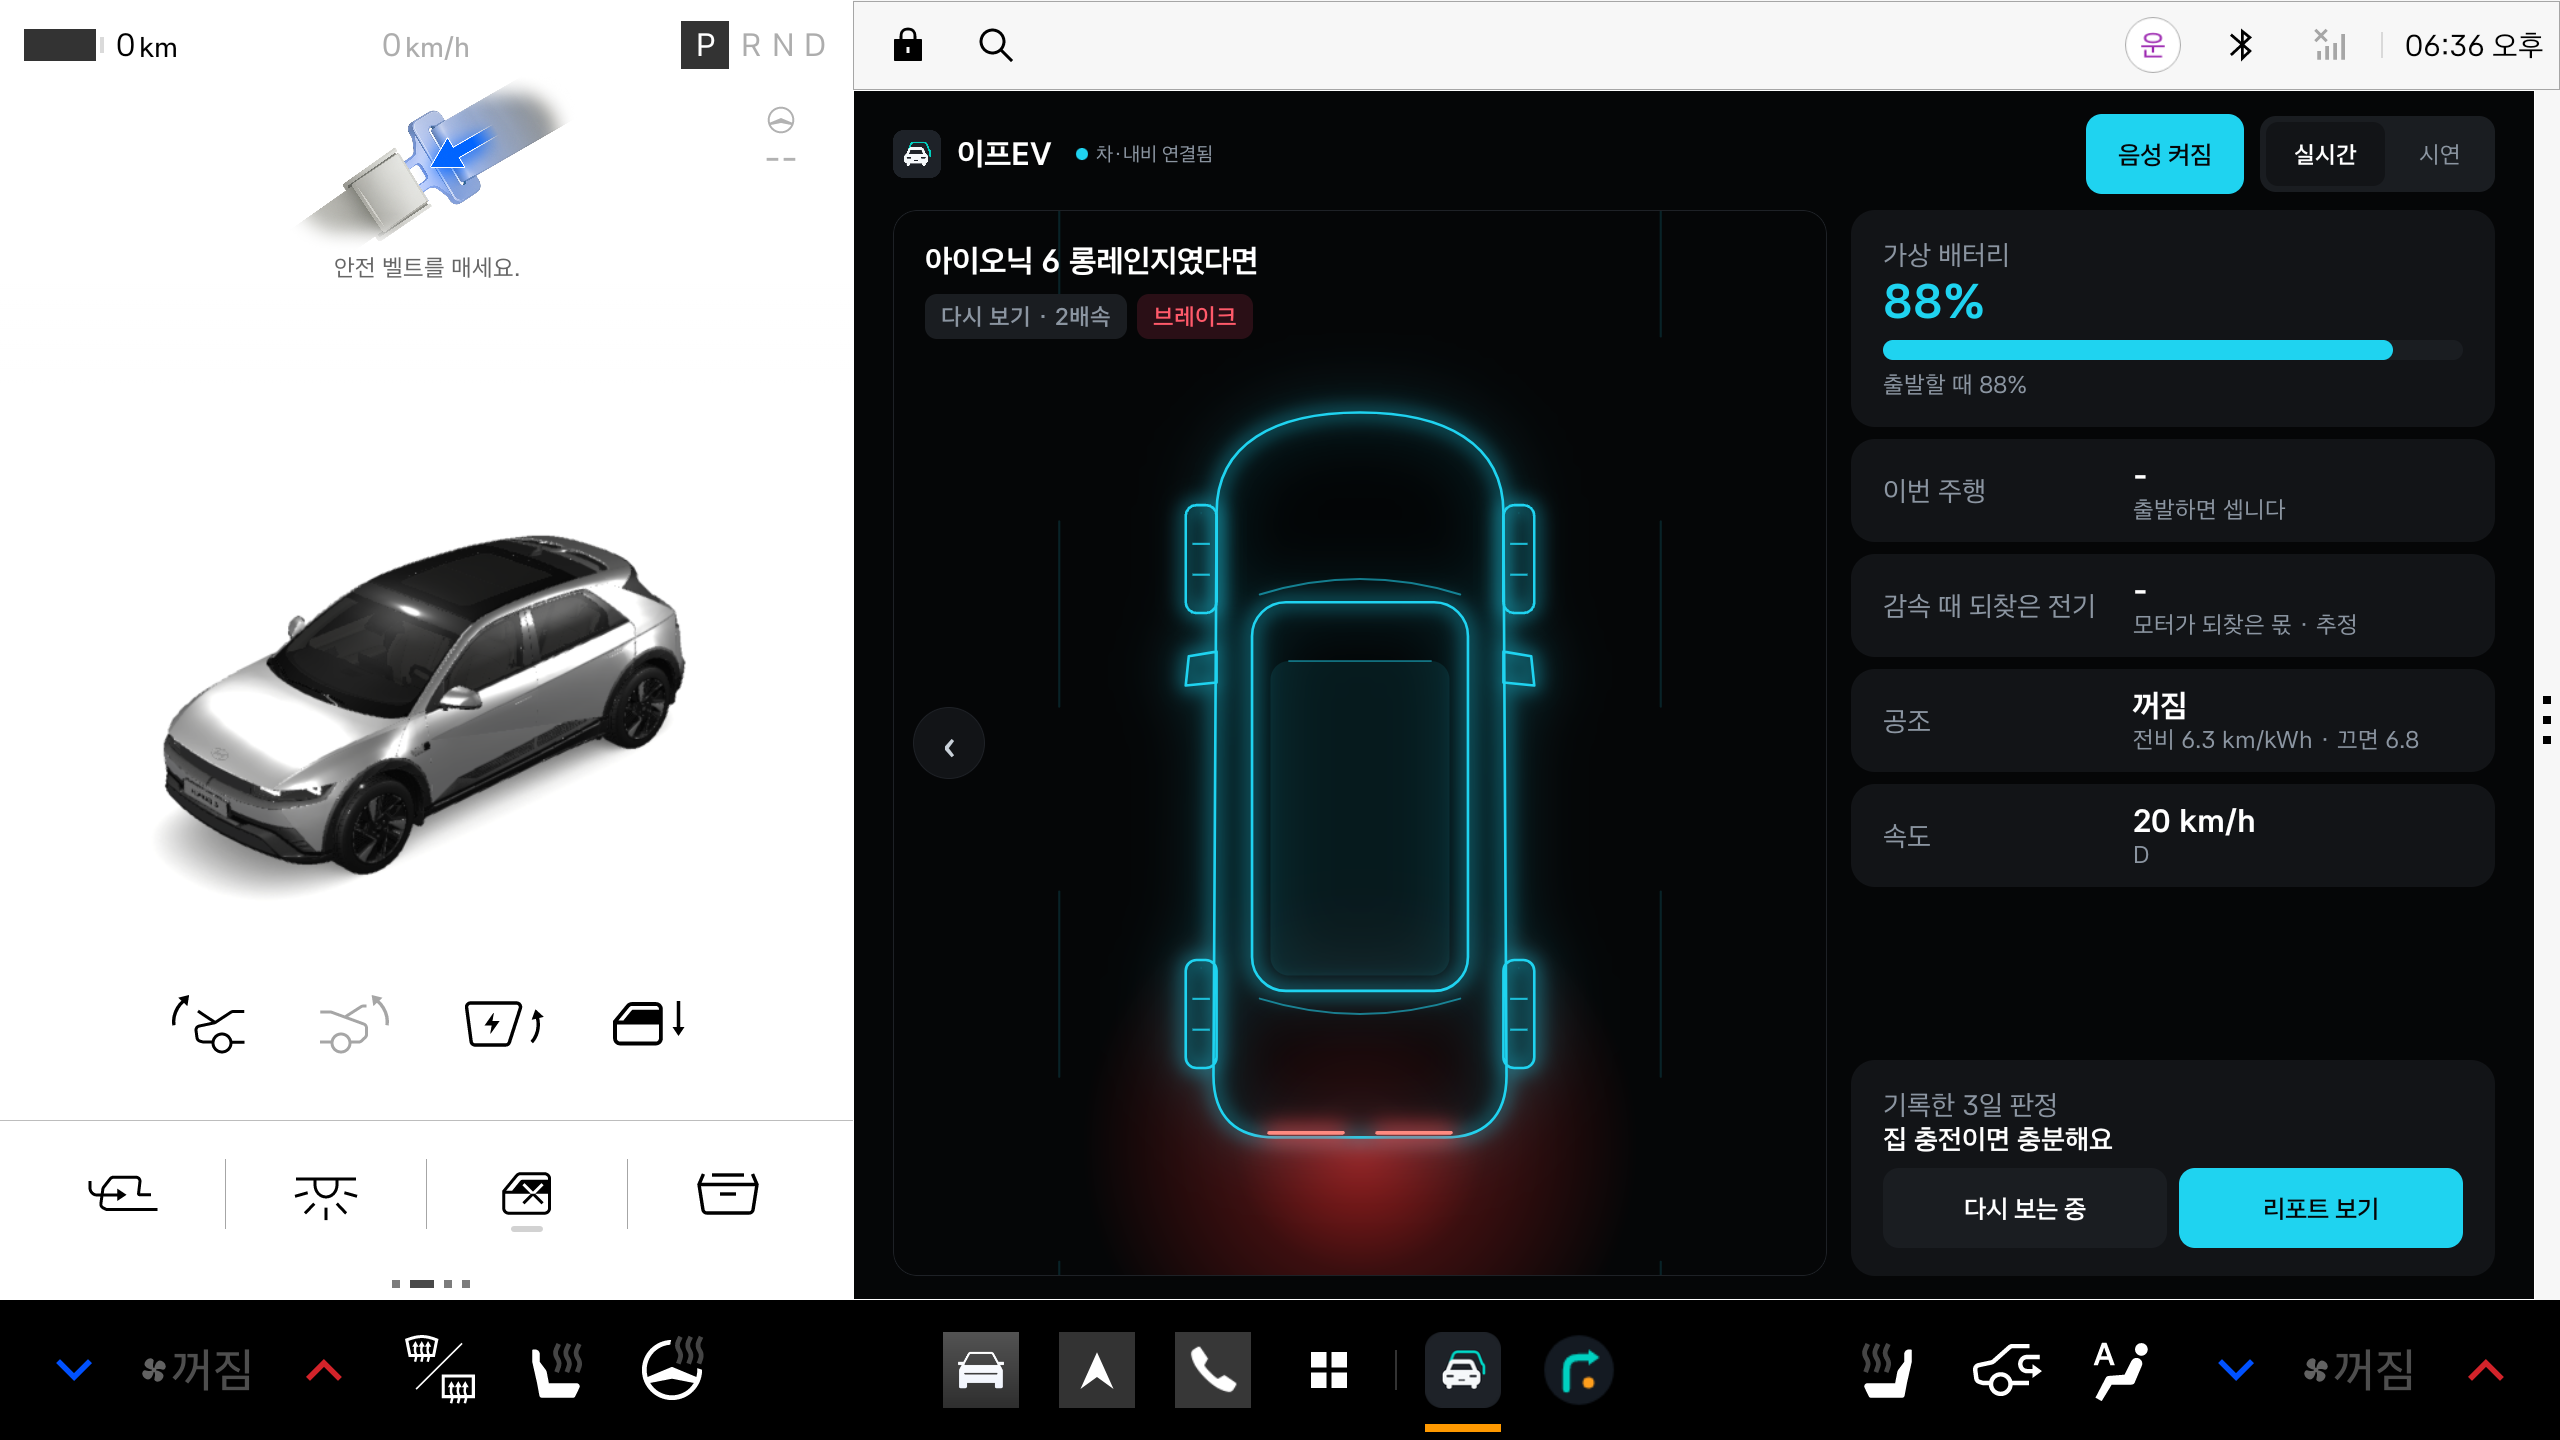 0 km
0 km/h
P R N D
안전 벨트를 매세요.
운
06:36 오후
이프EV
차·내비 연결됨
음성 켜짐
실시간
시연
아이오닉 6 롱레인지였다면
다시 보기 · 2배속
브레이크
가상 배터리
88%
출발할 때 88%
이번 주행
-
출발하면 셉니다
감속 때 되찾은 전기
-
모터가 되찾은 몫 · 추정
공조
꺼짐
전비 6.3 km/kWh · 끄면 6.8
속도
20 km/h
D
기록한 3일 판정
집 충전이면 충분해요
다시 보는 중
리포트 보기
꺼짐
A
꺼짐